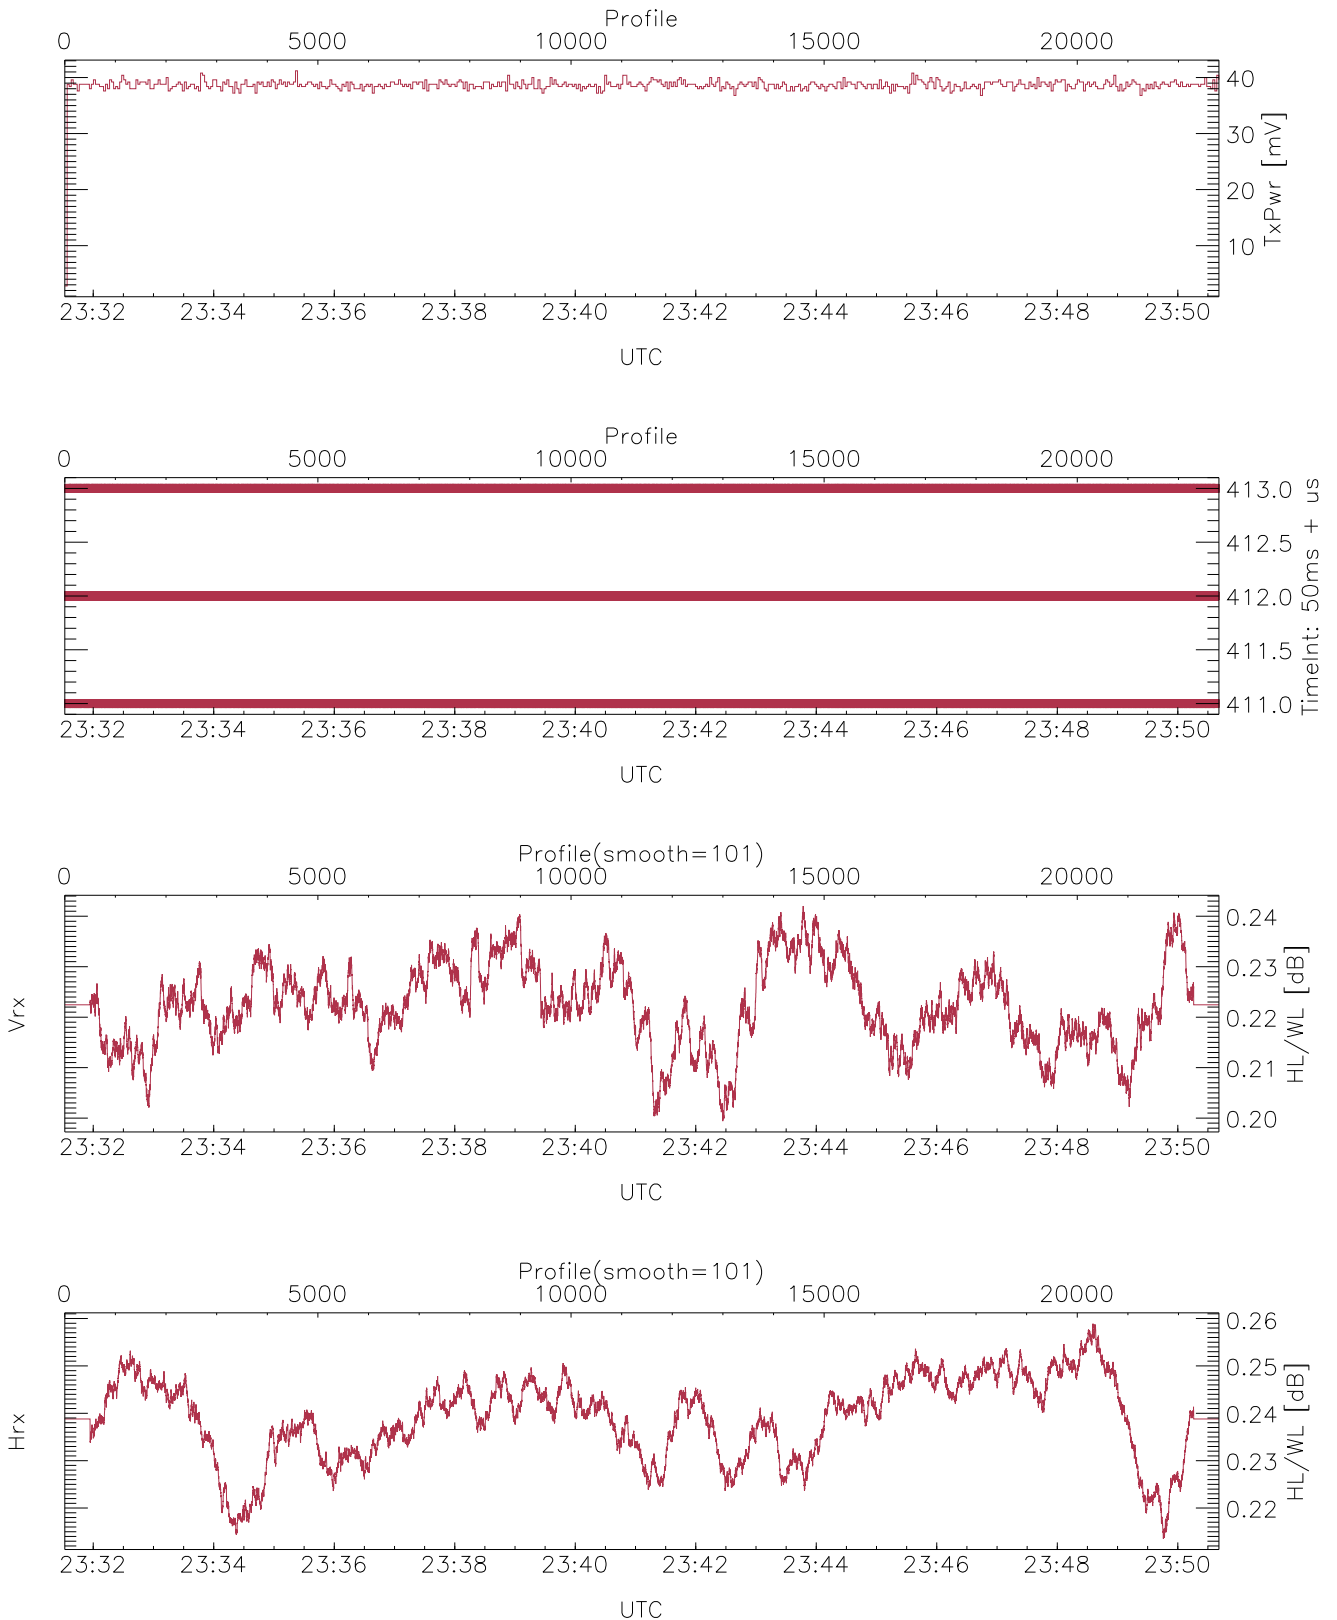 Profile
0 5000 10000 15000 20000
40
30
20
10
TxPwr [mV]
23:32 23:34 23:36 23:38 23:40 23:42 23:44 23:46 23:48 23:50
UTC
Profile
0 5000 10000 15000 20000
413.0
412.5
412.0
411.5
411.0
TimeInt: 50ms + us
23:32 23:34 23:36 23:38 23:40 23:42 23:44 23:46 23:48 23:50
UTC
Profile(smooth=101)
0 5000 10000 15000 20000
Vrx
0.24
0.23
0.22
0.21
0.20
HL/WL [dB]
23:32 23:34 23:36 23:38 23:40 23:42 23:44 23:46 23:48 23:50
UTC
Profile(smooth=101)
0 5000 10000 15000 20000
Hrx
0.26
0.25
0.24
0.23
0.22
HL/WL [dB]
23:32 23:34 23:36 23:38 23:40 23:42 23:44 23:46 23:48 23:50
UTC